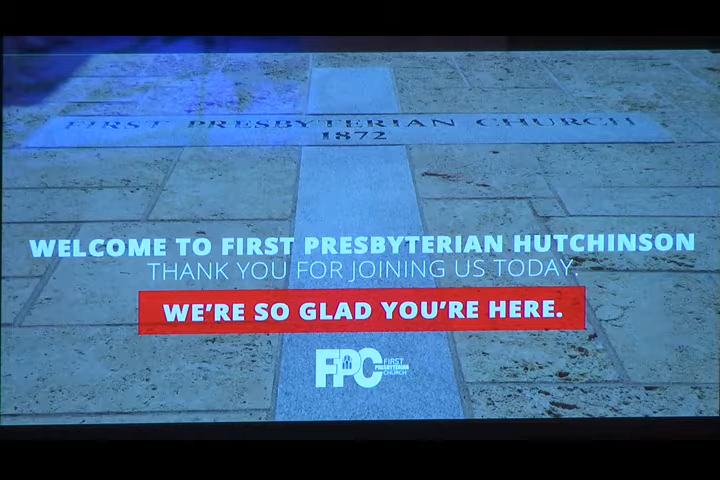 FIRST PRESBYTERIAN CHURCH
1872
WELCOME TO FIRST PRESBYTERIAN HUTCHINSON
THANK YOU FOR JOINING US TODAY.
WE'RE SO GLAD YOU'RE HERE.
FPC FIRST
PRESBYTERIAN
CHURCH